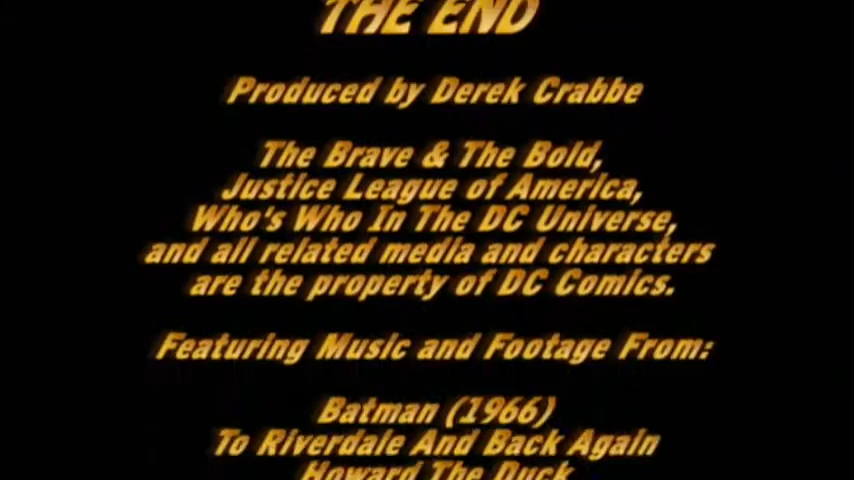 THE END
Produced by Derek Crabbe
The Brave & The Bold,
Justice League of America,
Who's Who In The DC Universe,
and all related media and characters
are the property of DC Comics.
Featuring Music and Footage From:
Batman (1966)
To Riverdale And Back Again
Howard The Duck